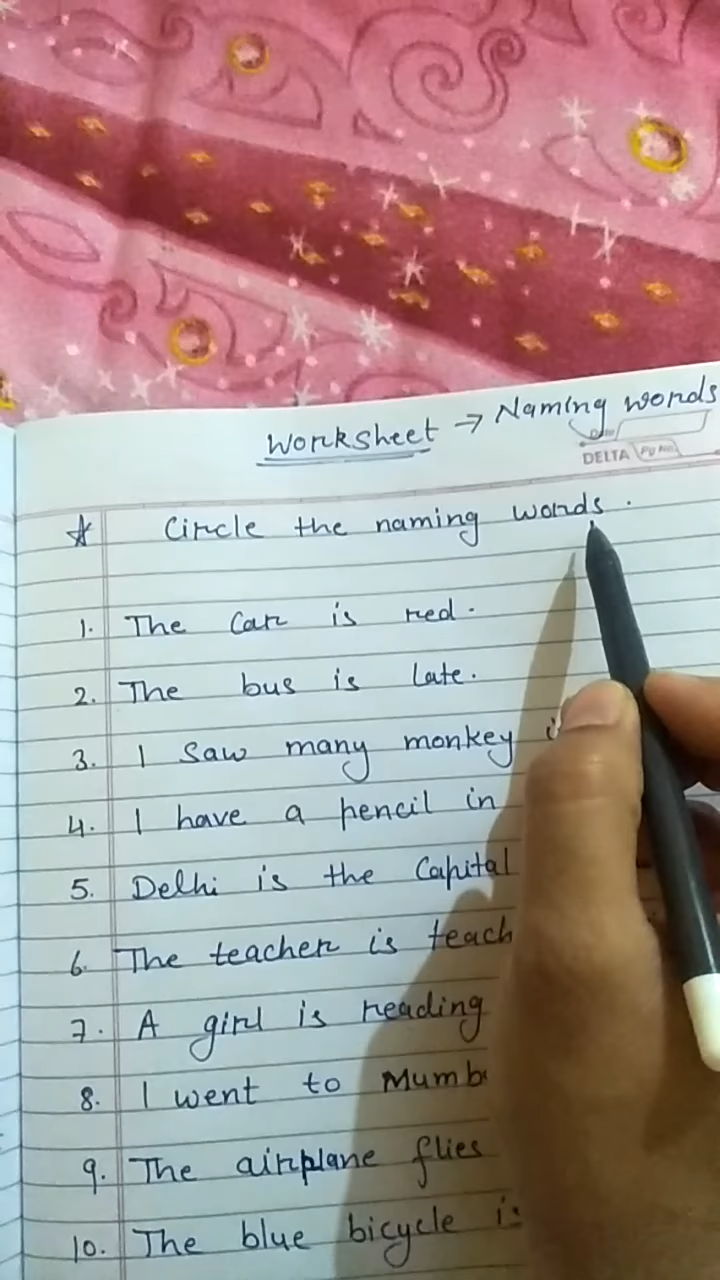 Worksheet → Naming words
DELTA
☆ Circle the naming words.
1. The car is red.
2. The bus is late.
3. I saw many monkey
4. I have a pencil in
5. Delhi is the Capital
6. The teacher is teach
7. A girl is reading
8. I went to Mumb
9. The airplane flies
10. The blue bicycle is